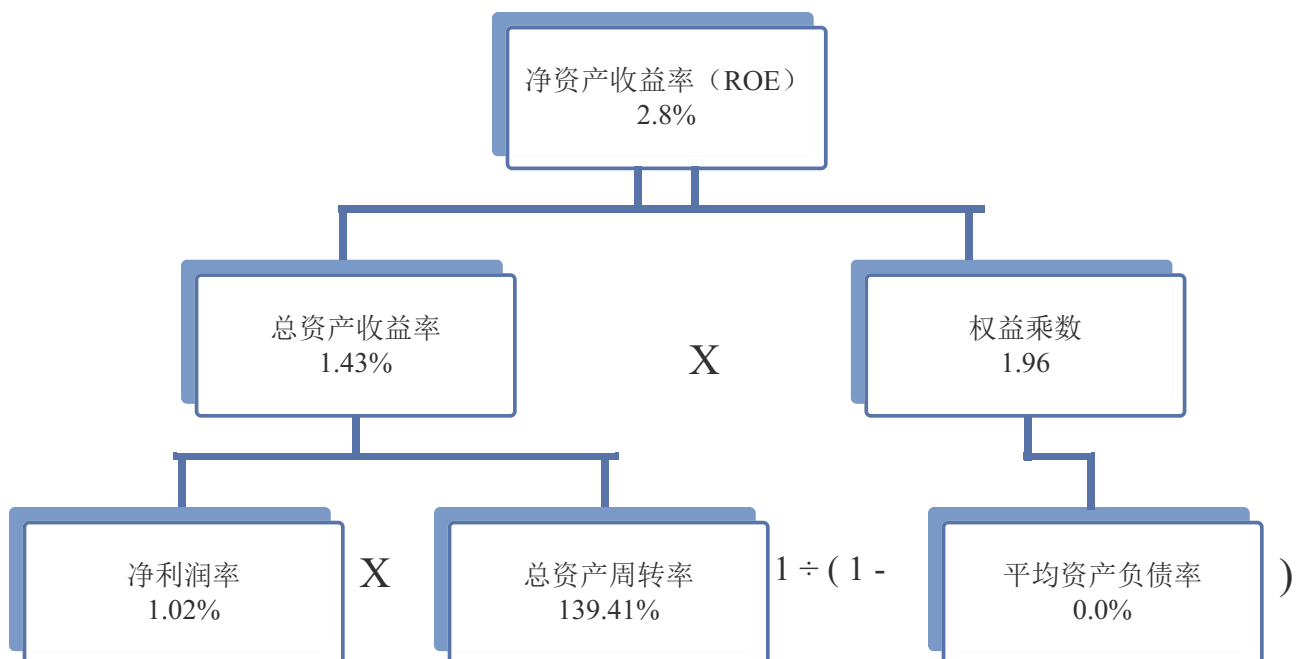 净资产收益率（ROE）
2.8%
总资产收益率
1.43%
X
权益乘数
1.96
净利润率
1.02%
X
总资产周转率
139.41%
1 ÷ ( 1 -
平均资产负债率
0.0%
)